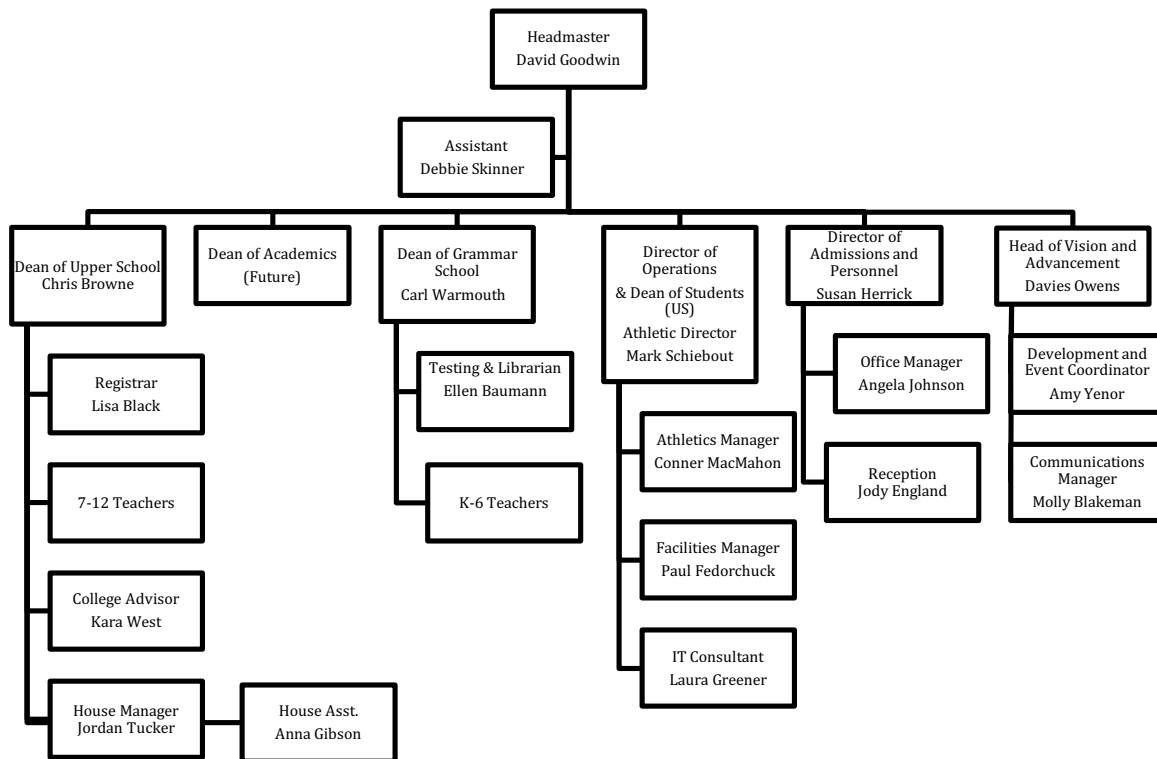 Headmaster
David Goodwin
Assistant
Debbie Skinner
Dean of Upper School
Chris Browne
Dean of Academics
(Future)
Dean of Grammar
School
Carl Warmouth
Director of
Operations
& Dean of Students
(US)
Athletic Director
Mark Schiebout
Director of
Admissions and
Personnel
Susan Herrick
Head of Vision and
Advancement
Davies Owens
Registrar
Lisa Black
7-12 Teachers
College Advisor
Kara West
House Manager
Jordan Tucker
House Asst.
Anna Gibson
Testing & Librarian
Ellen Baumann
K-6 Teachers
Athletics Manager
Conner MacMahon
Facilities Manager
Paul Fedorchuck
IT Consultant
Laura Greener
Office Manager
Angela Johnson
Reception
Jody England
Development and
Event Coordinator
Amy Yenor
Communications
Manager
Molly Blakeman